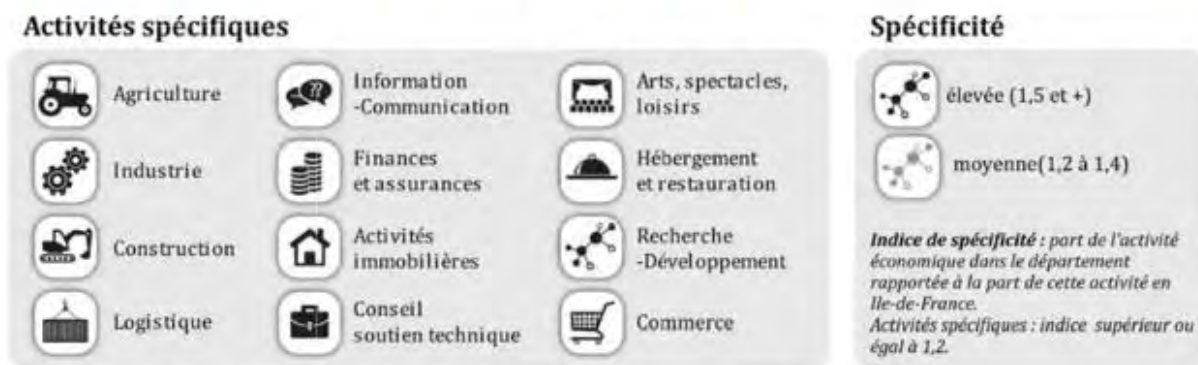 Activités spécifiques
Agriculture
Industrie
Construction
Logistique
Information
-Communication
Finances
et assurances
Activités
immobilières
Conseil
soutien technique
Arts, spectacles,
loisirs
Hébergement
et restauration
Recherche
-Développement
Commerce
Spécificité
élevée (1,5 et +)
moyenne(1,2 à 1,4)
Indice de spécificité : part de l'activité
économique dans le département
rapportée à la part de cette activité en
Ile-de-France.
Activités spécifiques : indice supérieur ou
égal à 1,2.